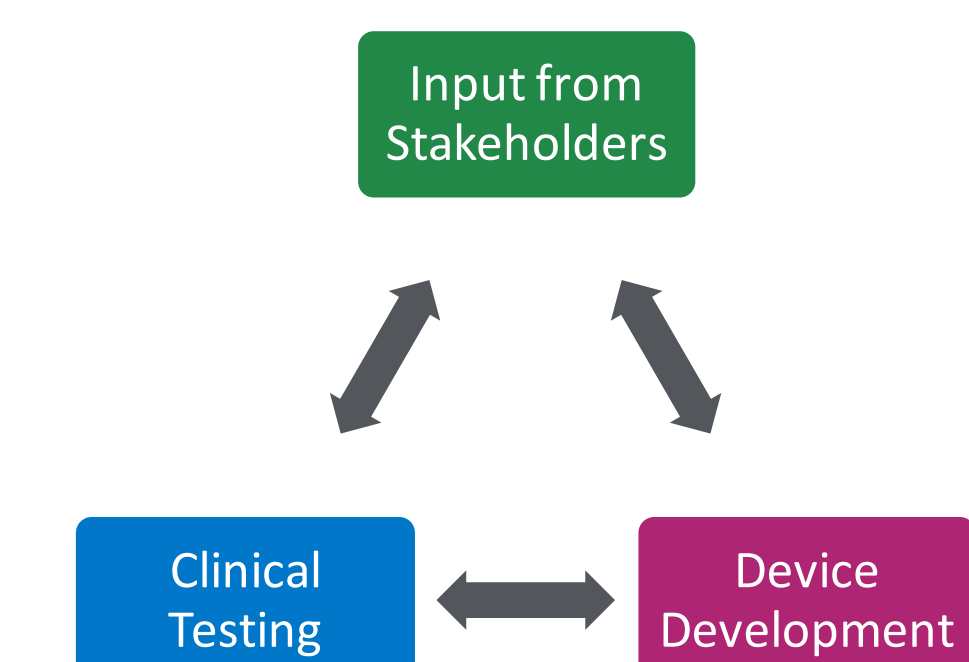 Input from
Stakeholders
Clinical
Testing
Device
Development